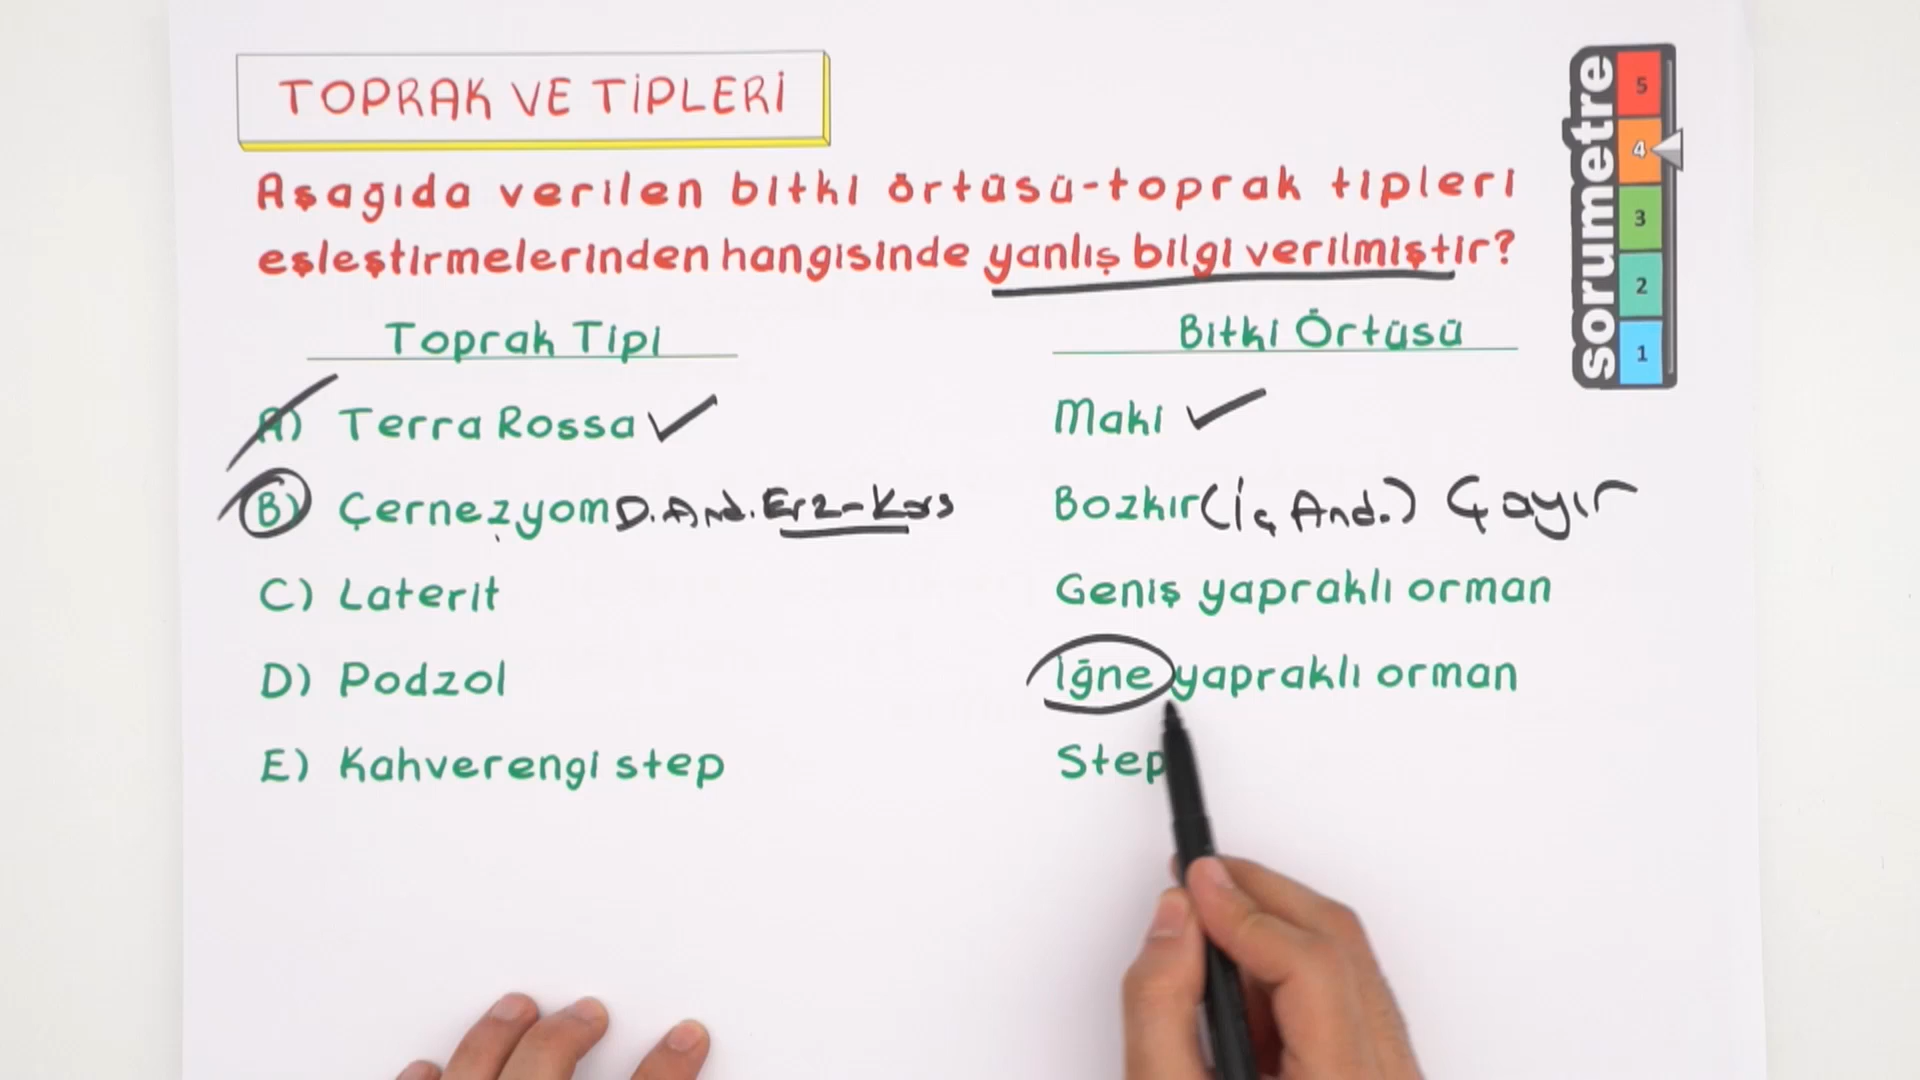 TOPRAK VE TİPLERİ
Aşağıda verilen bitki örtüsü-toprak tipleri
eşleştirmelerinden hangisinde yanlış bilgi verilmiştir?
Toprak Tipi Bitki Örtüsü
A) Terra Rossa Maki
B) Çernezyom D. And. Erz-Kars Bozkır (İç And.) Çayır
C) Laterit Geniş yapraklı orman
D) Podzol İğne yapraklı orman
E) Kahverengi step Step
sorumetre
5
4
3
2
1